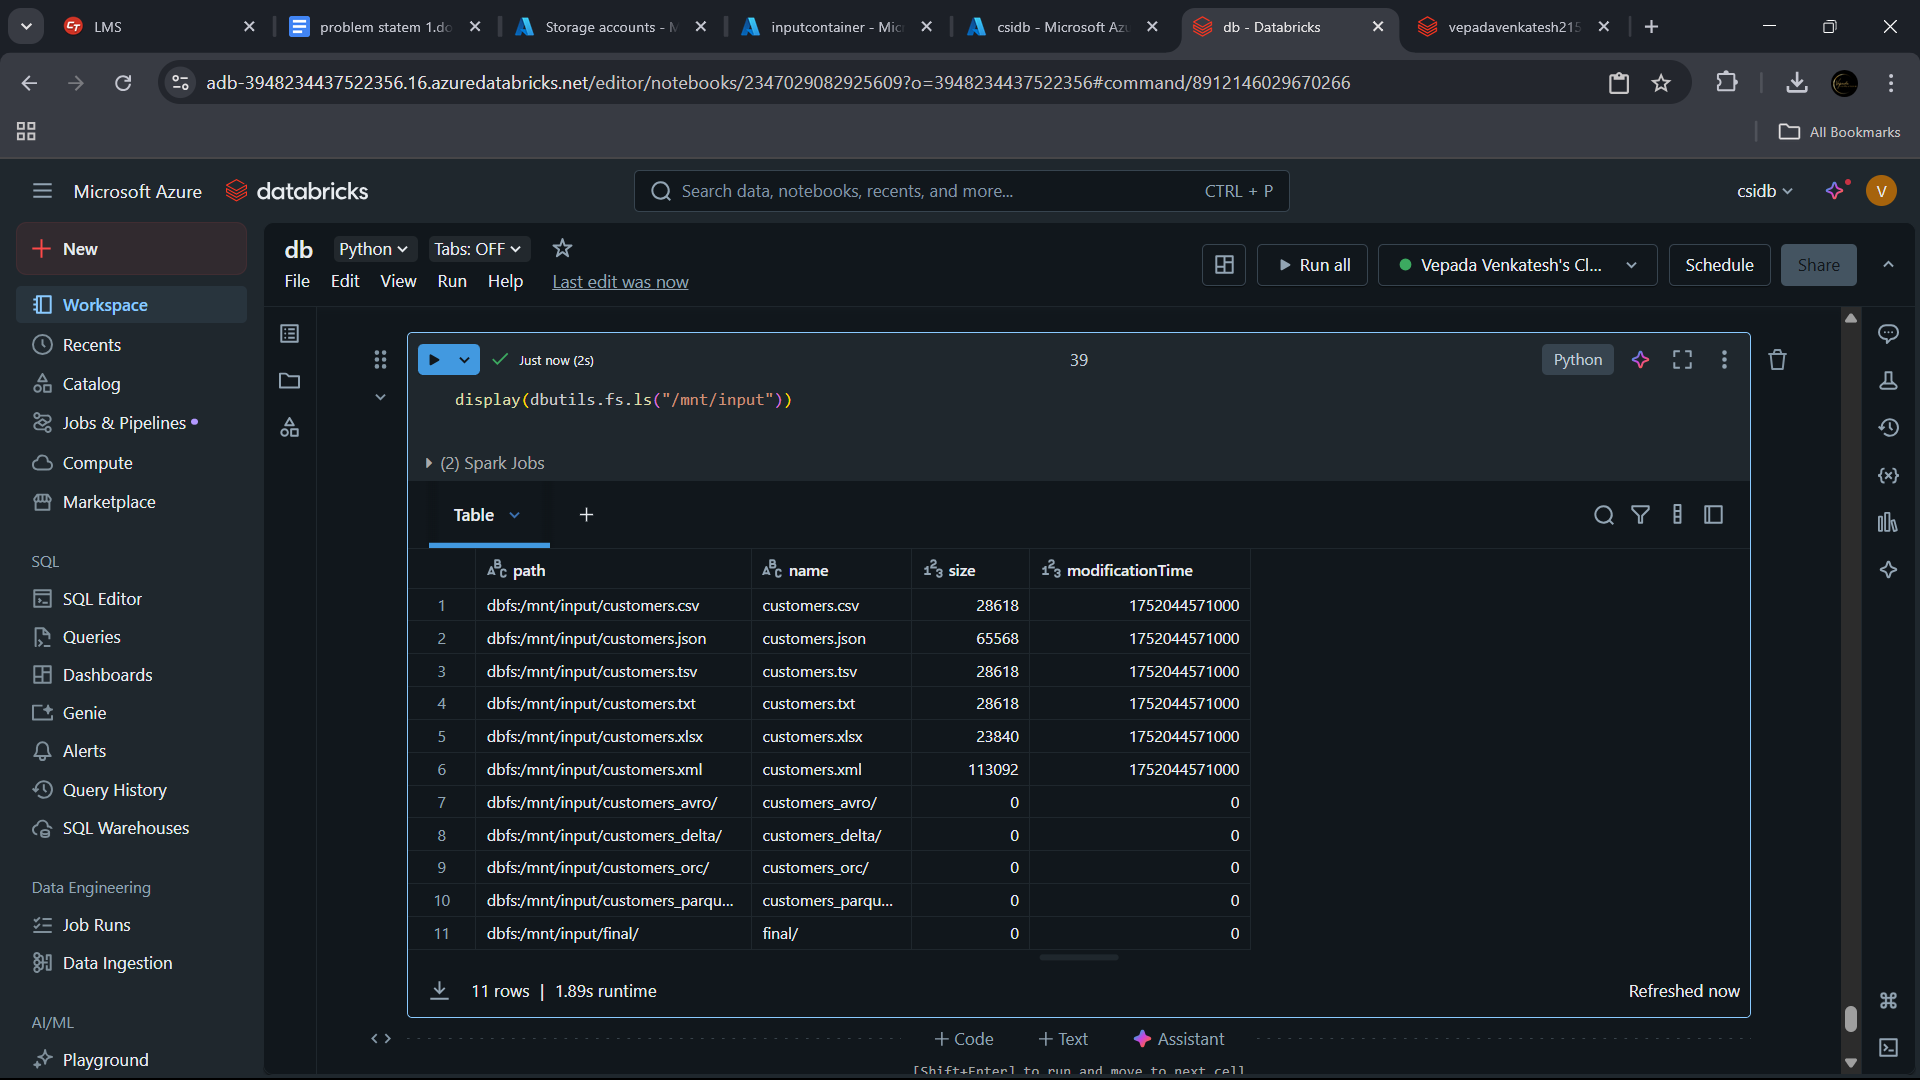 LMS
problem statem 1.do
Storage accounts - M
inputcontainer - Mic
csidb - Microsoft Azu
db - Databricks
vepadavenkatesh215
adb-3948234437522356.16.azuredatabricks.net/editor/notebooks/2347029082925609?o=3948234437522356#command/8912146029670266
All Bookmarks
Microsoft Azure
databricks
Search data, notebooks, recents, and more...
CTRL + P
csidb
V
New
Workspace
Recents
Catalog
Jobs & Pipelines
Compute
Marketplace
SQL
SQL Editor
Queries
Dashboards
Genie
Alerts
Query History
SQL Warehouses
Data Engineering
Job Runs
Data Ingestion
AI/ML
Playground
db
Python
Tabs: OFF
File Edit View Run Help Last edit was now
Run all
Vepada Venkatesh's Cl...
Schedule
Share
Just now (2s)
39
Python
display(dbutils.fs.ls("/mnt/input"))
(2) Spark Jobs
Table
path name size modificationTime
1 dbfs:/mnt/input/customers.csv customers.csv 28618 1752044571000
2 dbfs:/mnt/input/customers.json customers.json 65568 1752044571000
3 dbfs:/mnt/input/customers.tsv customers.tsv 28618 1752044571000
4 dbfs:/mnt/input/customers.txt customers.txt 28618 1752044571000
5 dbfs:/mnt/input/customers.xlsx customers.xlsx 23840 1752044571000
6 dbfs:/mnt/input/customers.xml customers.xml 113092 1752044571000
7 dbfs:/mnt/input/customers_avro/ customers_avro/ 0 0
8 dbfs:/mnt/input/customers_delta/ customers_delta/ 0 0
9 dbfs:/mnt/input/customers_orc/ customers_orc/ 0 0
10 dbfs:/mnt/input/customers_parqu... customers_parqu... 0 0
11 dbfs:/mnt/input/final/ final/ 0 0
11 rows | 1.89s runtime
Refreshed now
Code
Text
Assistant
[Shift+Enter] to run and move to next cell